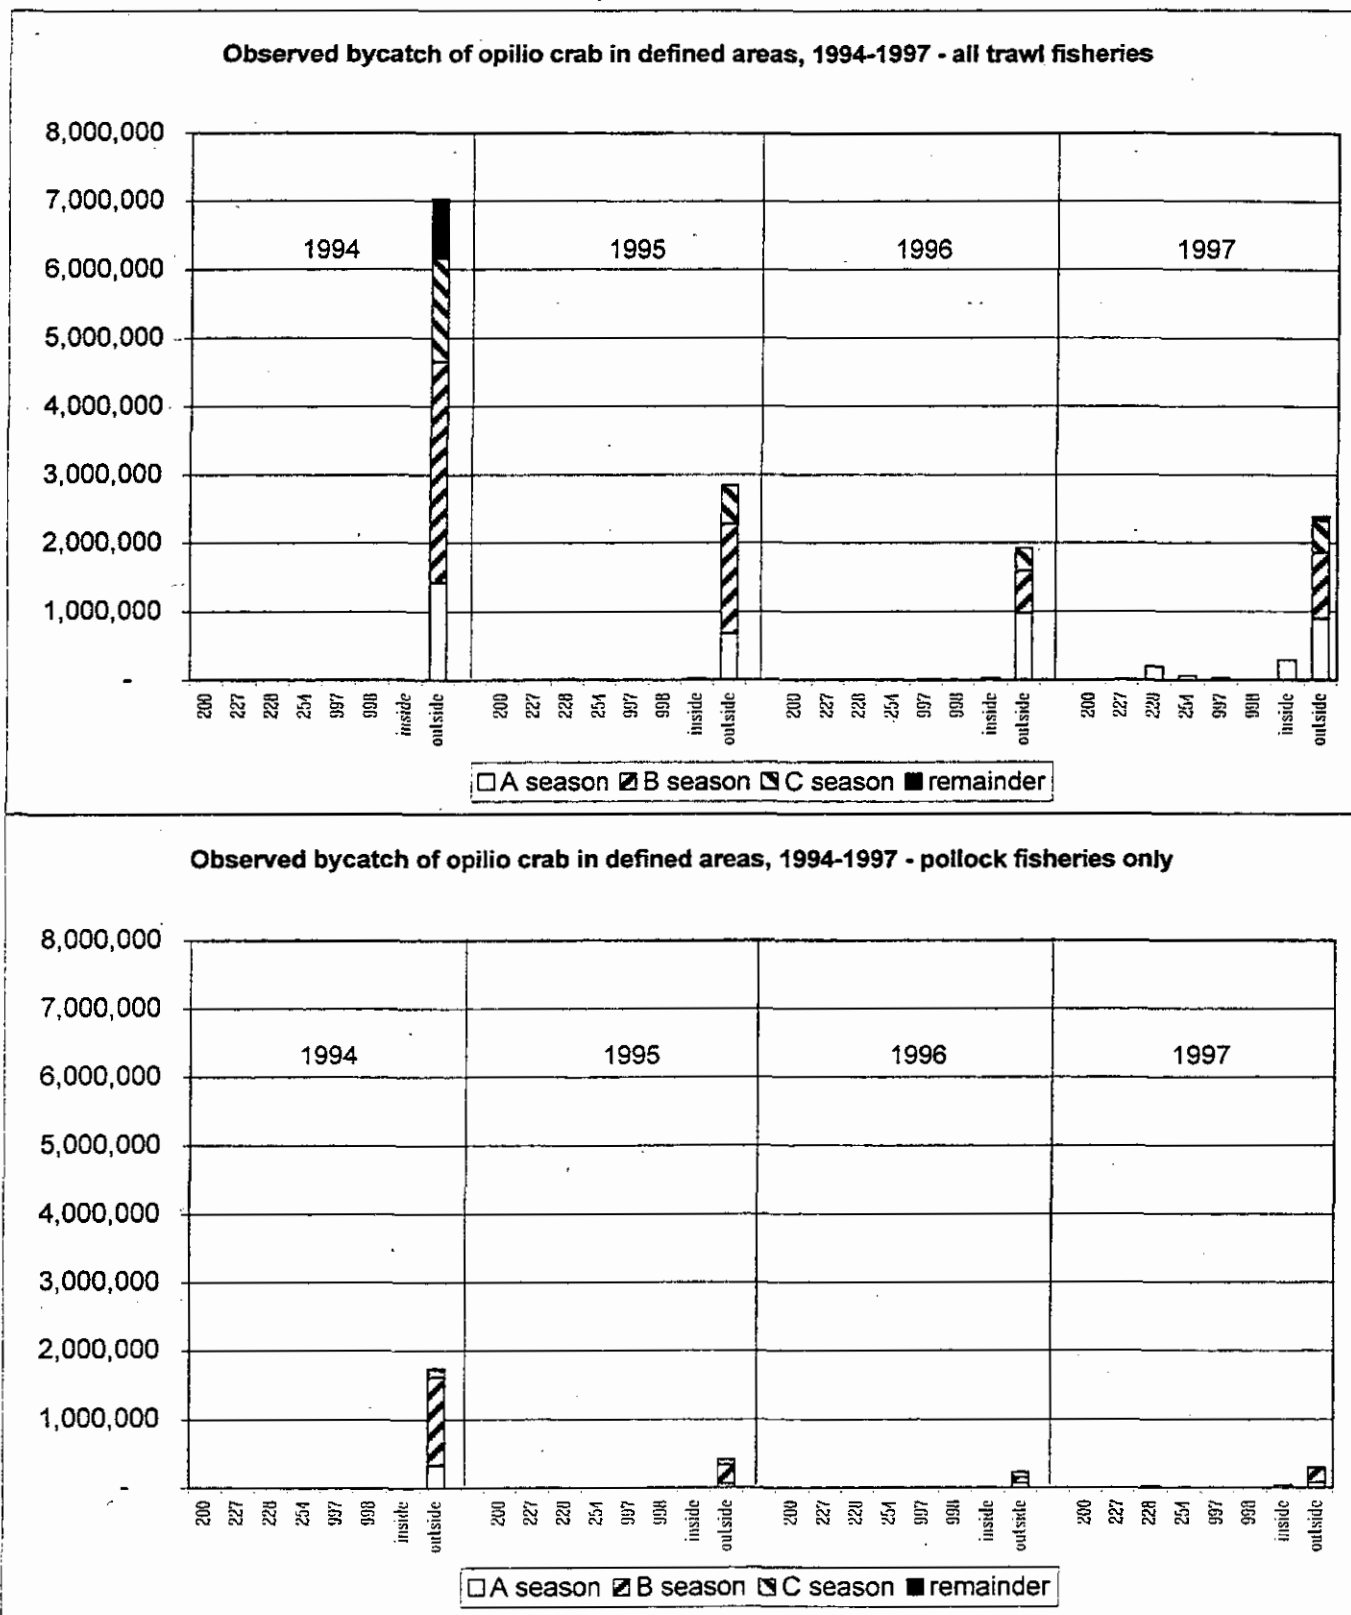 Observed bycatch of opilio crab in defined areas, 1994-1997 - all trawl fisheries
8,000,000
7,000,000
6,000,000
5,000,000
4,000,000
3,000,000
2,000,000
1,000,000
-
1994 1995 1996 1997
200 227 228 254 997 998 inside outside 200 227 228 254 997 998 inside outside 200 227 228 254 997 998 inside outside 200 227 228 254 997 998 inside outside
A season B season C season remainder
Observed bycatch of opilio crab in defined areas, 1994-1997 - pollock fisheries only
8,000,000
7,000,000
6,000,000
5,000,000
4,000,000
3,000,000
2,000,000
1,000,000
-
1994 1995 1996 1997
200 227 228 254 997 998 inside outside 200 227 228 254 997 998 inside outside 200 227 228 254 997 998 inside outside 200 227 228 254 997 998 inside outside
A season B season C season remainder